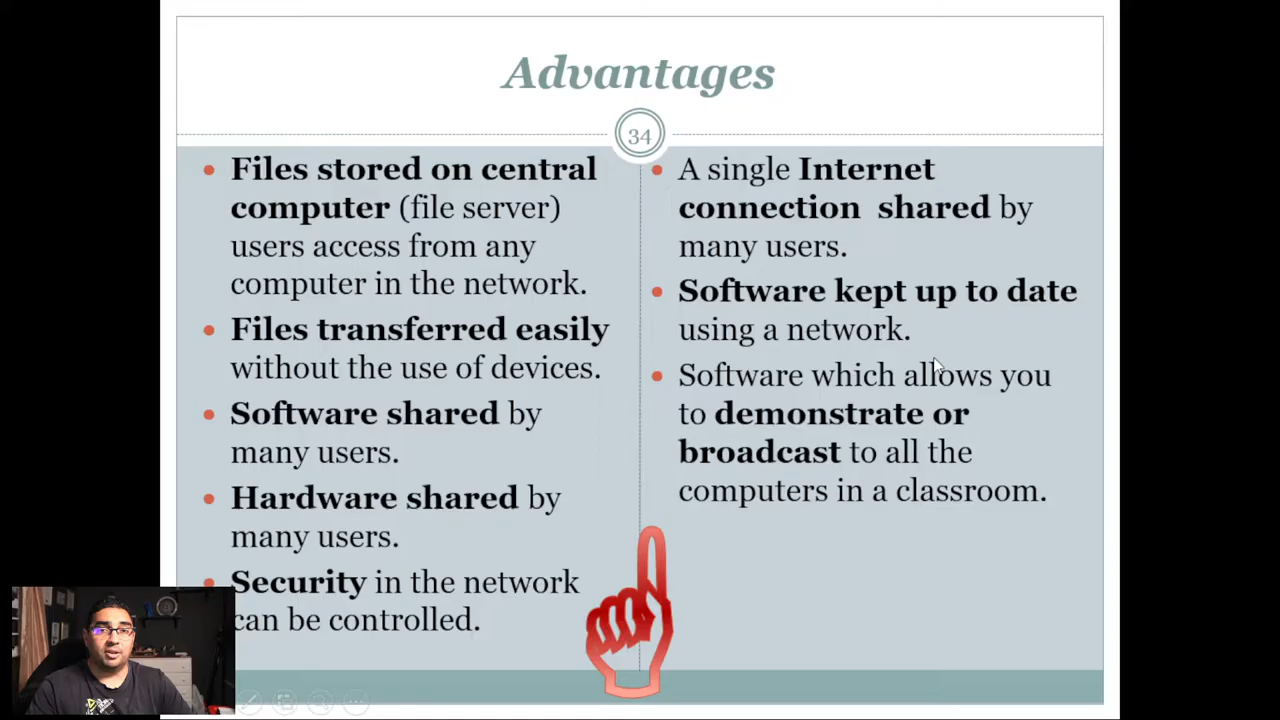 Advantages
34
• Files stored on central
computer (file server)
users access from any
computer in the network.
• Files transferred easily
without the use of devices.
• Software shared by
many users.
• Hardware shared by
many users.
• Security in the network
can be controlled.
• A single Internet
connection shared by
many users.
• Software kept up to date
using a network.
• Software which allows you
to demonstrate or
broadcast to all the
computers in a classroom.